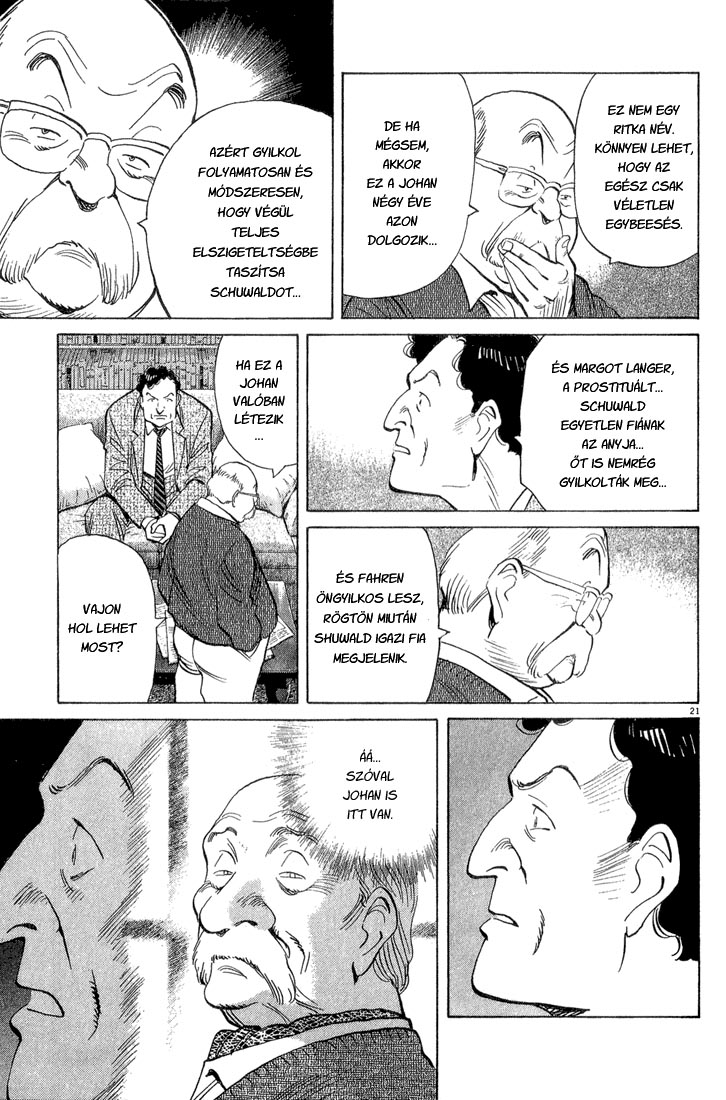 EZ NEM EGY
RITKA NÉV.
KÖNNYEN LEHET,
HOGY AZ
EGÉSZ CSAK
VÉLETLEN
EGYBEESÉS.
DE HA
MÉGSEM,
AKKOR
EZ A JOHAN
NÉGY ÉVE
AZON
DOLGOZIK...
AZÉRT GYILKOL
FOLYAMATOSAN ÉS
MÓDSZERESEN,
HOGY VÉGÜL
TELJES
ELSZIGETELTSÉGBE
TASZÍTSA
SCHUWALDOT...
ÉS MARGOT LANGER,
A PROSTITUÁLT...
SCHUWALD
EGYETLEN FIÁNAK
AZ ANYJA...
ŐT IS NEMRÉG
GYILKOLTÁK MEG...
ÉS FAHREN
ÖNGYILKOS LESZ,
RÖGTÖN MIUTÁN
SHUWALD IGAZI FIA
MEGJELENIK.
HA EZ A
JOHAN
VALÓBAN
LÉTEZIK
...
VAJON
HOL LEHET
MOST?
21
ÁÁ...
SZÓVAL
JOHAN IS
ITT VAN.